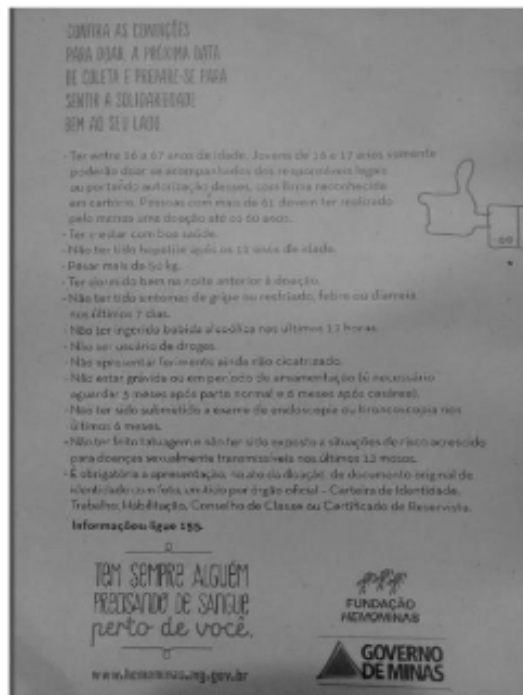 CONFIRA AS CONDIÇÕES
PARA DOAR, A PRÓXIMA DATA
DE COLETA E PREPARE-SE PARA
SENTIR A SOLIDARIEDADE
BEM AO SEU LADO.
- Ter entre 16 a 67 anos de idade. Jovens de 16 e 17 anos somente
poderão doar se acompanhados dos responsáveis legais
ou portando autorização desses, com firma reconhecida
em cartório. Pessoas com mais de 61 devem ter realizado
pelo menos uma doação até os 60 anos.
- Ter e estar com boa saúde.
- Não ter tido hepatite após os 11 anos de idade.
- Pesar mais de 50 kg.
- Ter dormido bem na noite anterior à doação.
- Não ter tido sintomas de gripe ou resfriado, febre ou diarreia
nos últimos 7 dias.
- Não ter ingerido bebida alcoólica nas últimas 12 horas.
- Não ser usuário de drogas.
- Não apresentar ferimento ainda não cicatrizado.
- Não estar grávida ou em período de amamentação (é necessário
aguardar 3 meses após parto normal e 6 meses após cesárea).
- Não ter sido submetido a exame de endoscopia ou broncoscopia nos
últimos 6 meses.
- Não ter feito tatuagem e não ter sido exposto a situações de risco acrescido
para doenças sexualmente transmissíveis nos últimos 12 meses.
- É obrigatória a apresentação, no ato da doação, de documento original de
identidade com foto, emitido por órgão oficial - Carteira de Identidade,
Trabalho, Habilitação, Conselho de Classe ou Certificado de Reservista.
Informações: ligue 155.
TEM SEMPRE ALGUÉM
PRECISANDO DE SANGUE
perto de você.
www.hemominas.mg.gov.br
FUNDAÇÃO
HEMOMINAS
GOVERNO
DE MINAS